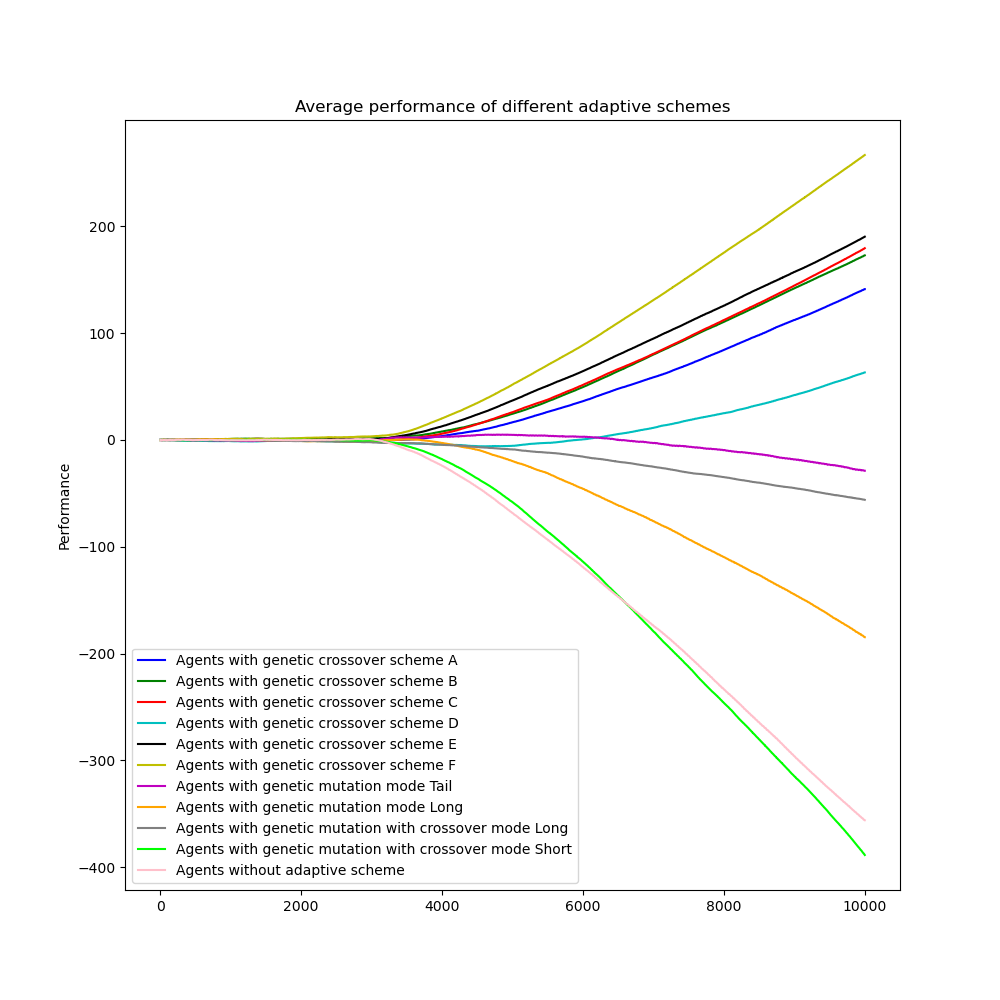 Average performance of different adaptive schemes
200
100
0
−100
−200
−300
−400
Performance
Agents with genetic crossover scheme A
Agents with genetic crossover scheme B
Agents with genetic crossover scheme C
Agents with genetic crossover scheme D
Agents with genetic crossover scheme E
Agents with genetic crossover scheme F
Agents with genetic mutation mode Tail
Agents with genetic mutation mode Long
Agents with genetic mutation with crossover mode Long
Agents with genetic mutation with crossover mode Short
Agents without adaptive scheme
0 2000 4000 6000 8000 10000